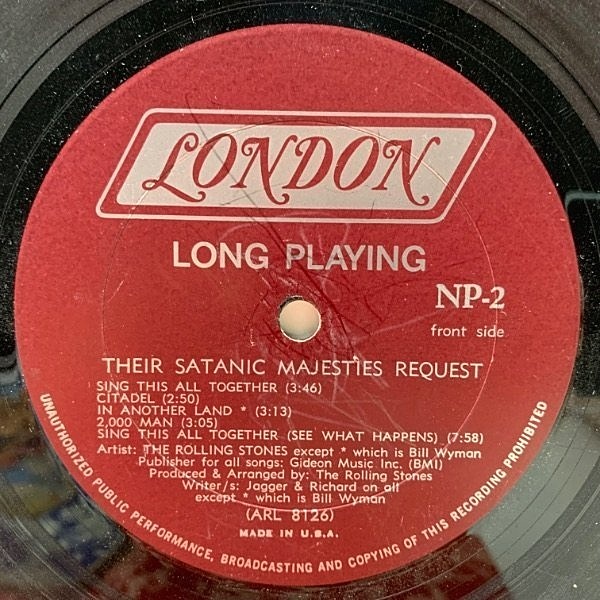 LONDON
LONG PLAYING
NP-2
front side
THEIR SATANIC MAJESTIES REQUEST
SING THIS ALL TOGETHER (3:46)
CITADEL (2:50)
IN ANOTHER LAND * (3:13)
2,000 MAN (3:05)
SING THIS ALL TOGETHER (SEE WHAT HAPPENS) (7:58)
Artist: THE ROLLING STONES except * which is Bill Wyman
Publisher for all songs: Gideon Music Inc. (BMI)
Produced & Arranged by: The Rolling Stones
Writer/s: Jagger & Richard on all
except * which is Bill Wyman
(ARL 8126)
MADE IN U.S.A.
UNAUTHORIZED PUBLIC PERFORMANCE, BROADCASTING AND COPYING OF THIS RECORDING PROHIBITED